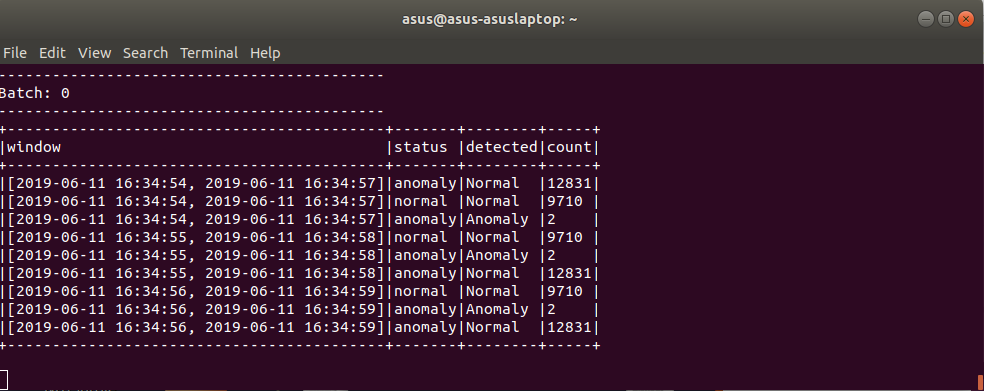 asus@asus-asuslaptop: ~
File Edit View Search Terminal Help
-------------------------------------------
Batch: 0
-------------------------------------------
+------------------------------------------+-------+--------+-----+
|window                                    |status |detected|count|
+------------------------------------------+-------+--------+-----+
|[2019-06-11 16:34:54, 2019-06-11 16:34:57]|anomaly|Normal  |12831|
|[2019-06-11 16:34:54, 2019-06-11 16:34:57]|normal |Normal  |9710 |
|[2019-06-11 16:34:54, 2019-06-11 16:34:57]|anomaly|Anomaly |2    |
|[2019-06-11 16:34:55, 2019-06-11 16:34:58]|normal |Normal  |9710 |
|[2019-06-11 16:34:55, 2019-06-11 16:34:58]|anomaly|Anomaly |2    |
|[2019-06-11 16:34:55, 2019-06-11 16:34:58]|anomaly|Normal  |12831|
|[2019-06-11 16:34:56, 2019-06-11 16:34:59]|normal |Normal  |9710 |
|[2019-06-11 16:34:56, 2019-06-11 16:34:59]|anomaly|Anomaly |2    |
|[2019-06-11 16:34:56, 2019-06-11 16:34:59]|anomaly|Normal  |12831|
+------------------------------------------+-------+--------+-----+